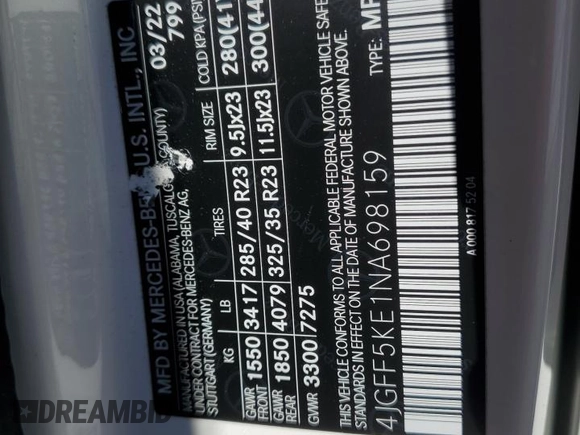 MFD BY MERCEDES-BENZ U.S. INTL., INC
03/22
MANUFACTURED IN USA (ALABAMA, TUSCALOOSA COUNTY)
799
UNDER CONTRACT FOR MERCEDES-BENZ AG,
STUTTGART (GERMANY)
KG LB TIRES RIM SIZE COLD KPA (PSI
GAWR FRONT 1550 3417 285/40 R23 9.5Jx23 280(41
GAWR REAR 1850 4079 325/35 R23 11.5Jx23 300(44
GVWR 3300 7275
THIS VEHICLE CONFORMS TO ALL APPLICABLE FEDERAL MOTOR VEHICLE SAFE
STANDARDS IN EFFECT ON THE DATE OF MANUFACTURE SHOWN ABOVE.
4JGFF5KE1NA698159 TYPE: MP
A 000 817 52 04
DREAMBID